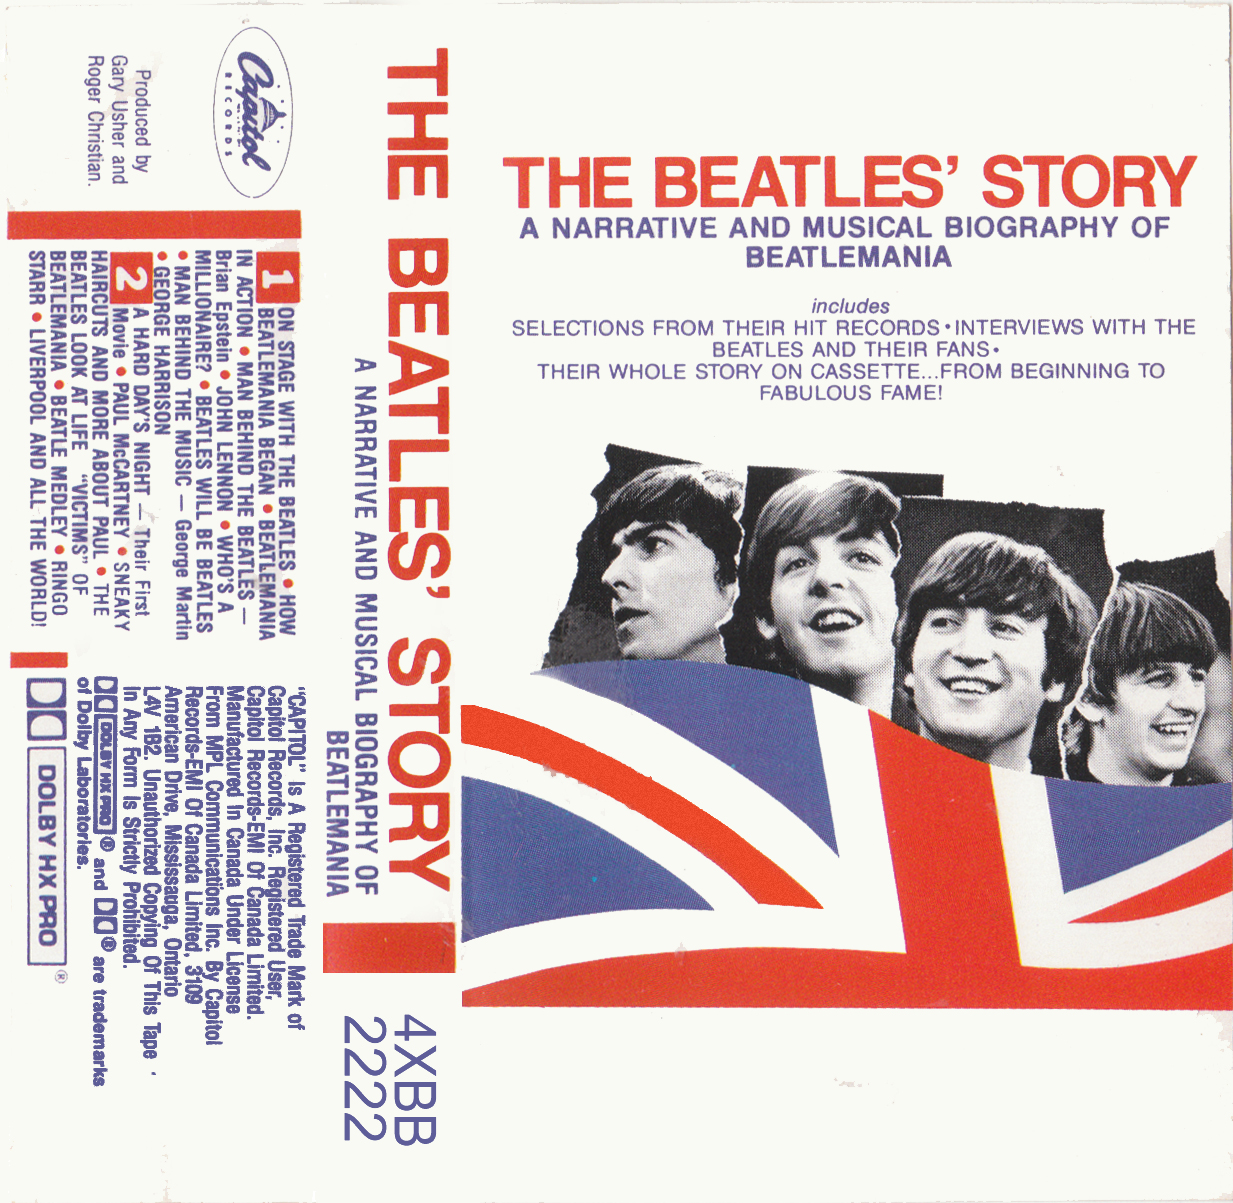 THE BEATLES' STORY
A NARRATIVE AND MUSICAL BIOGRAPHY OF
BEATLEMANIA
includes
SELECTIONS FROM THEIR HIT RECORDS•INTERVIEWS WITH THE
BEATLES AND THEIR FANS•
THEIR WHOLE STORY ON CASSETTE...FROM BEGINNING TO
FABULOUS FAME!
THE BEATLES' STORY
A NARRATIVE AND MUSICAL BIOGRAPHY OF
BEATLEMANIA
4XBB
2222
Capitol
RECORDS
Produced by
Gary Usher and
Roger Christian.
1 ON STAGE WITH THE BEATLES • HOW
BEATLEMANIA BEGAN • BEATLEMANIA
IN ACTION • MAN BEHIND THE BEATLES —
Brian Epstein • JOHN LENNON • WHO'S A
MILLIONAIRE? • BEATLES WILL BE BEATLES
• MAN BEHIND THE MUSIC — George Martin
• GEORGE HARRISON
2 A HARD DAY'S NIGHT — Their First
Movie • PAUL McCARTNEY • SNEAKY
HAIRCUTS AND MORE ABOUT PAUL • THE
BEATLES LOOK AT LIFE "VICTIMS" OF
BEATLEMANIA • BEATLE MEDLEY • RINGO
STARR • LIVERPOOL AND ALL THE WORLD!
"CAPITOL" Is A Registered Trade Mark of
Capitol Records, Inc. Registered User,
Capitol Records-EMI Of Canada Limited.
Manufactured In Canada Under License
From MPL Communications Inc. By Capitol
Records-EMI Of Canada Limited, 3109
American Drive, Mississauga, Ontario
L4V 1B2. Unauthorized Copying Of This Tape
In Any Form Is Strictly Prohibited.
DOLBY HX PRO ® and ® are trademarks
of Dolby Laboratories.
DOLBY HX PRO ®